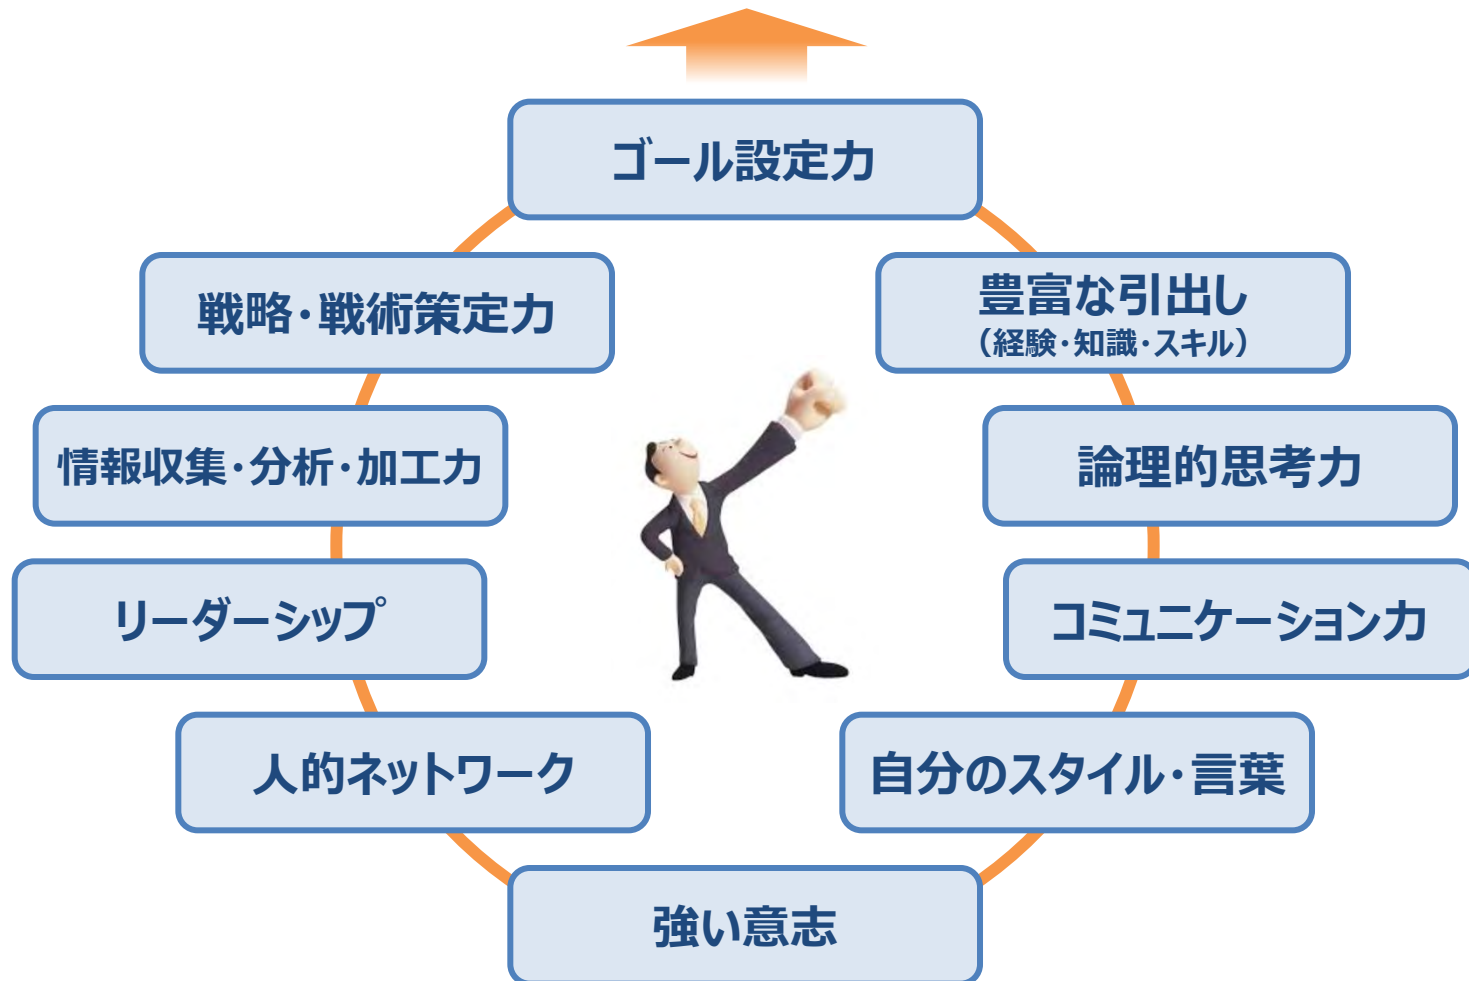 ゴール設定力
戦略・戦術策定力
豊富な引出し
（経験・知識・スキル）
情報収集・分析・加工力
論理的思考力
リーダーシップ
コミュニケーション力
人的ネットワーク
自分のスタイル・言葉
強い意志